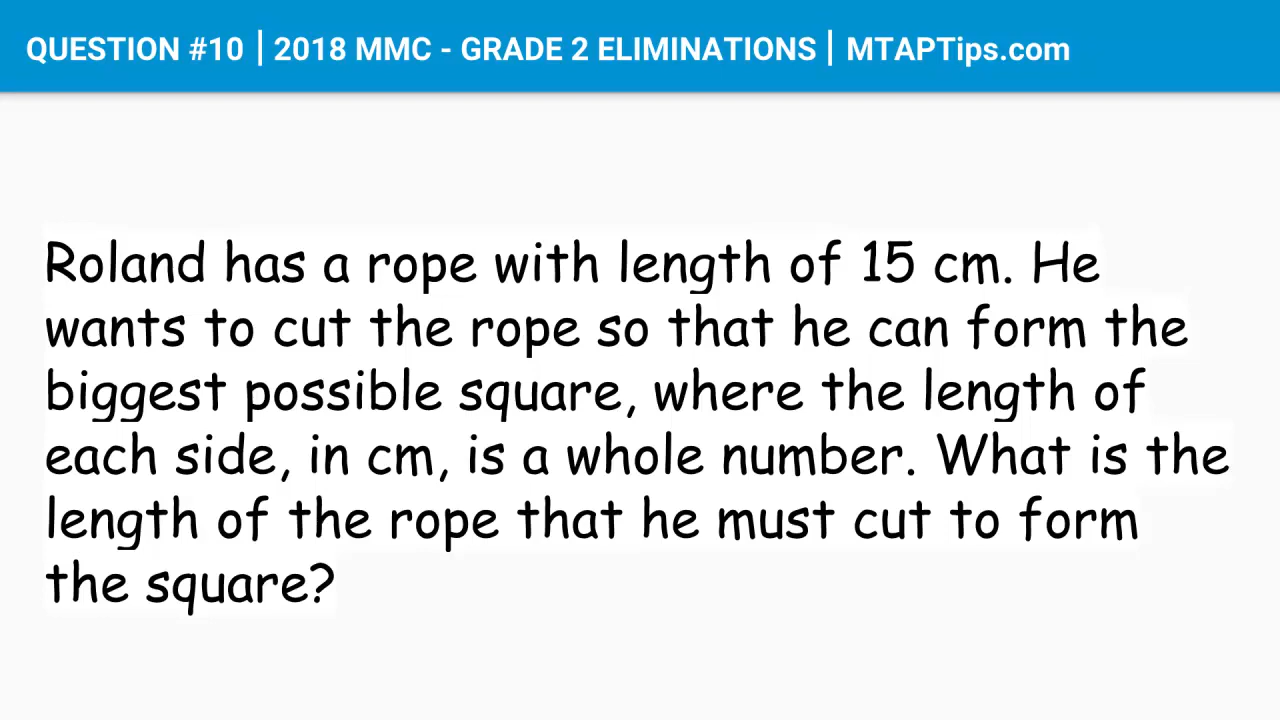 QUESTION #10 | 2018 MMC - GRADE 2 ELIMINATIONS | MTAPTips.com
Roland has a rope with length of 15 cm. He
wants to cut the rope so that he can form the
biggest possible square, where the length of
each side, in cm, is a whole number. What is the
length of the rope that he must cut to form
the square?